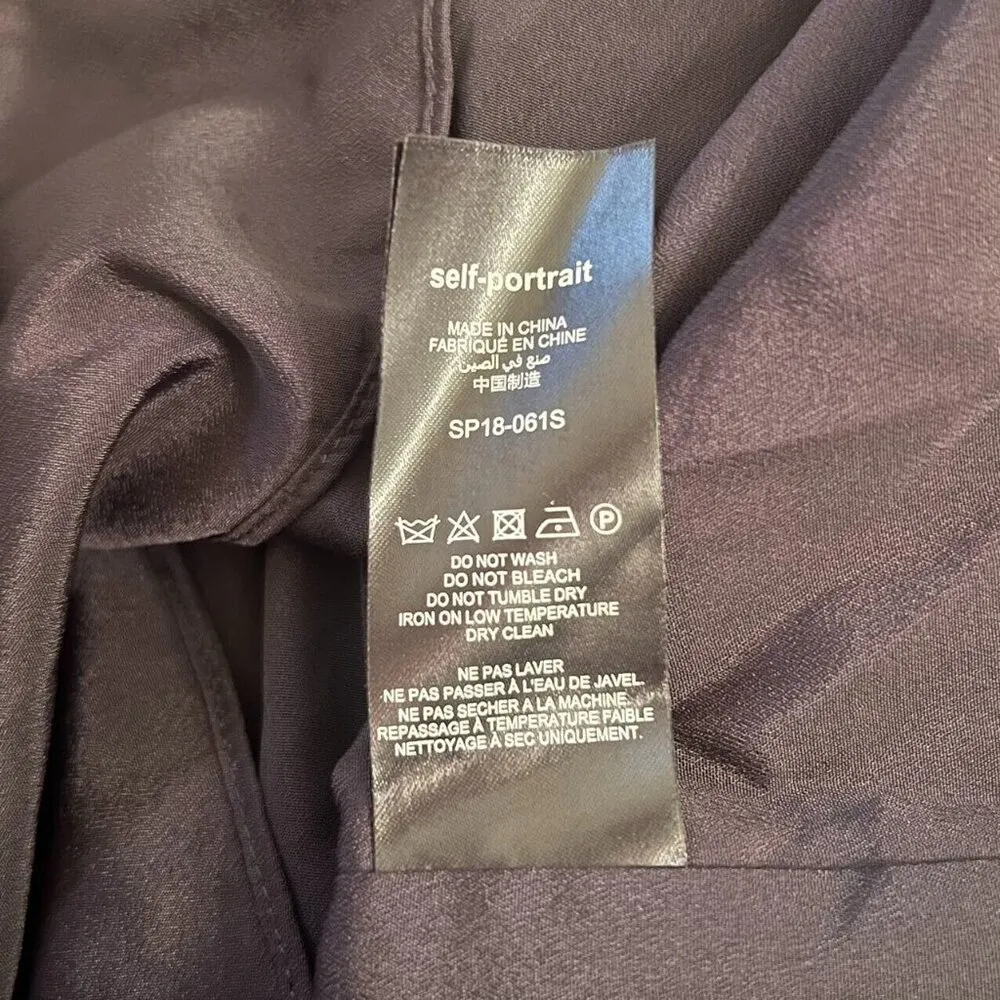 self-portrait
MADE IN CHINA
FABRIQUÉ EN CHINE
صنع في الصين
中国制造
SP18-061S
P
DO NOT WASH
DO NOT BLEACH
DO NOT TUMBLE DRY
IRON ON LOW TEMPERATURE
DRY CLEAN
NE PAS LAVER
NE PAS PASSER À L'EAU DE JAVEL.
NE PAS SECHER A LA MACHINE.
REPASSAGE À TEMPERATURE FAIBLE
NETTOYAGE À SEC UNIQUEMENT.